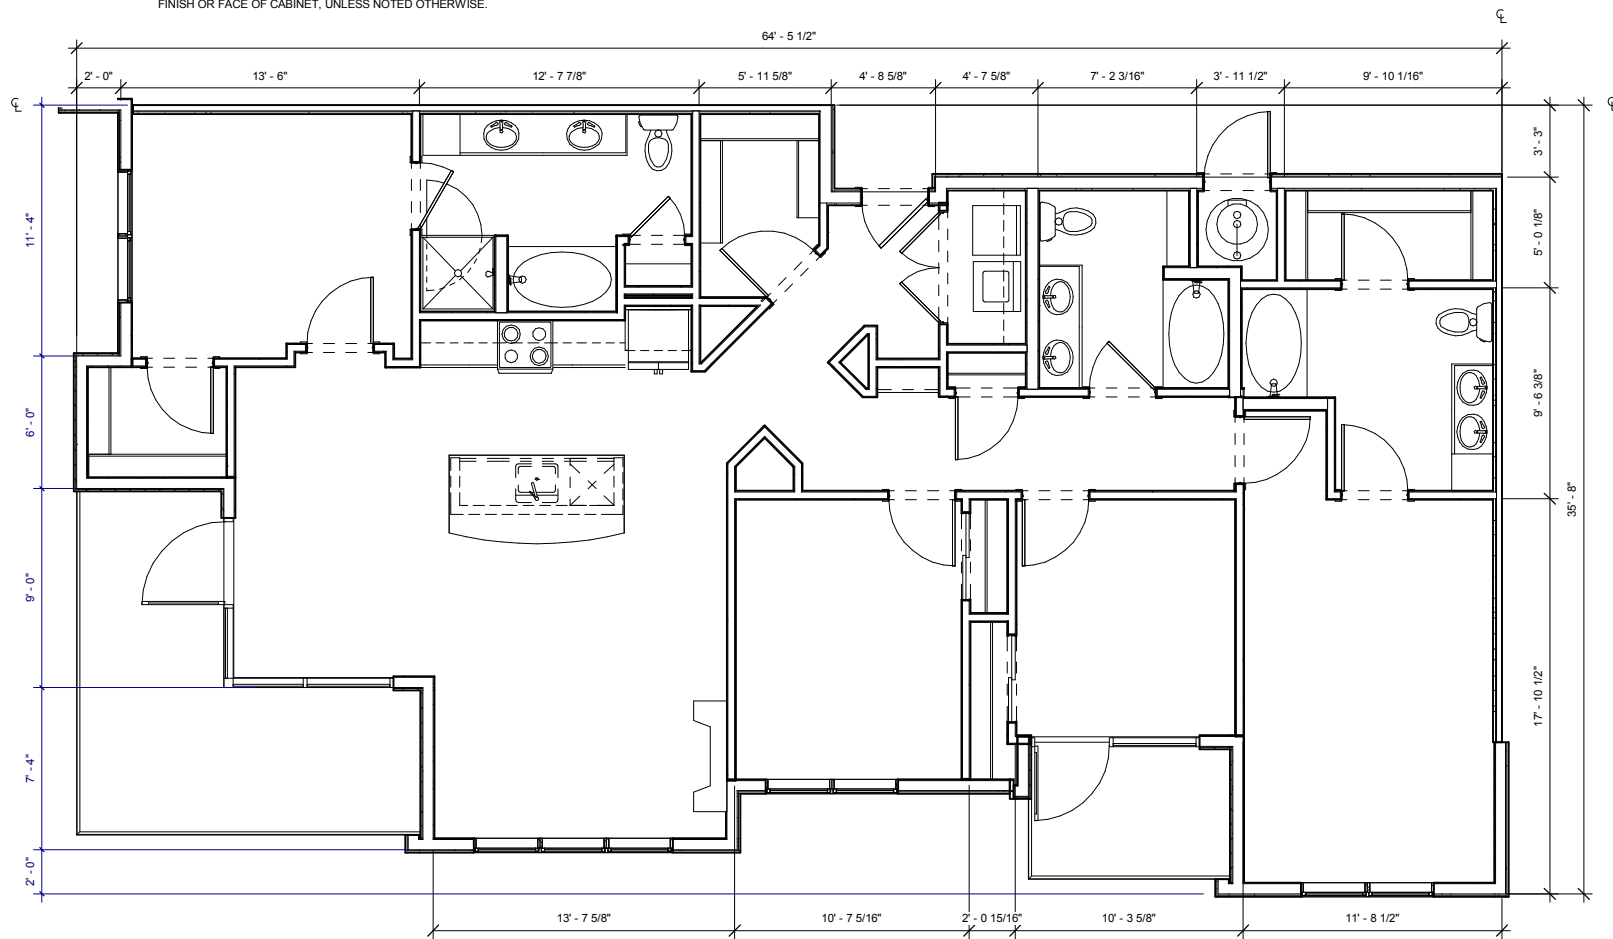 FINISH OR FACE OF CABINET, UNLESS NOTED OTHERWISE.
℄
64' - 5 1/2"
2' - 0"
13' - 6"
12' - 7 7/8"
5' - 11 5/8"
4' - 8 5/8"
4' - 7 5/8"
7' - 2 3/16"
3' - 11 1/2"
9' - 10 1/16"
℄
℄
3' - 3"
11' - 4"
5' - 0 1/8"
9' - 6 3/8"
6' - 0"
35' - 8"
9' - 0"
17' - 10 1/2"
7' - 4"
2' - 0"
13' - 7 5/8"
10' - 7 5/16"
2' - 0 15/16"
10' - 3 5/8"
11' - 8 1/2"